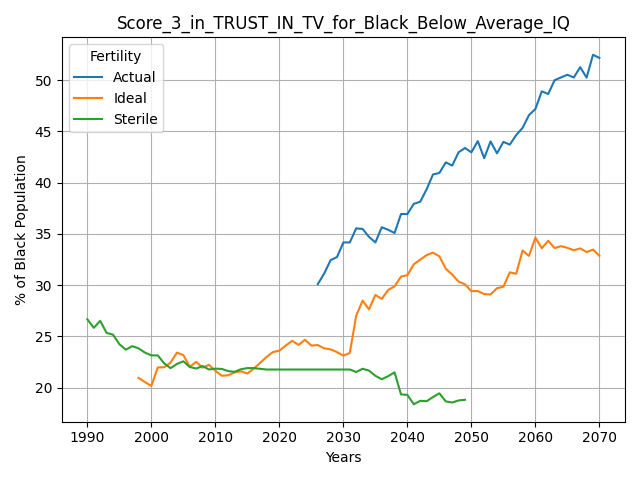 Score_3_in_TRUST_IN_TV_for_Black_Below_Average_IQ
Fertility
Actual
Ideal
Sterile
% of Black Population
50
45
40
35
30
25
20
1990 2000 2010 2020 2030 2040 2050 2060 2070
Years